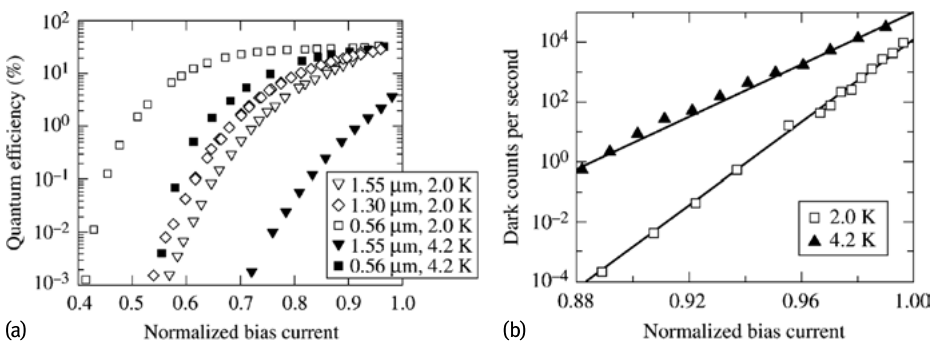 10²
10¹
10⁰
10⁻¹
10⁻²
10⁻³
Quantum efficiency (%)
1.55 µm, 2.0 K
1.30 µm, 2.0 K
0.56 µm, 2.0 K
1.55 µm, 4.2 K
0.56 µm, 4.2 K
0.4 0.5 0.6 0.7 0.8 0.9 1.0
Normalized bias current
(a)
10⁴
10²
10⁰
10⁻²
10⁻⁴
Dark counts per second
2.0 K
4.2 K
0.88 0.92 0.96 1.00
Normalized bias current
(b)